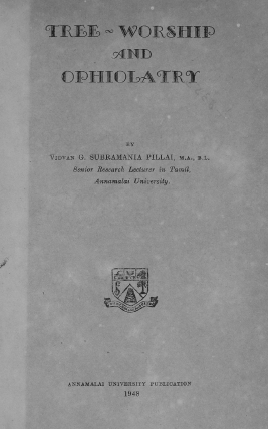 TREE ~ WORSHIP
AND
OPHIOLATRY
BY
VIDVAN G. SUBRAMANIA PILLAI, M.A., B.L.
Senior Research Lecturer in Tamil.
Annamalai University.
ANNAMALAI UNIVERSITY PUBLICATION
1948